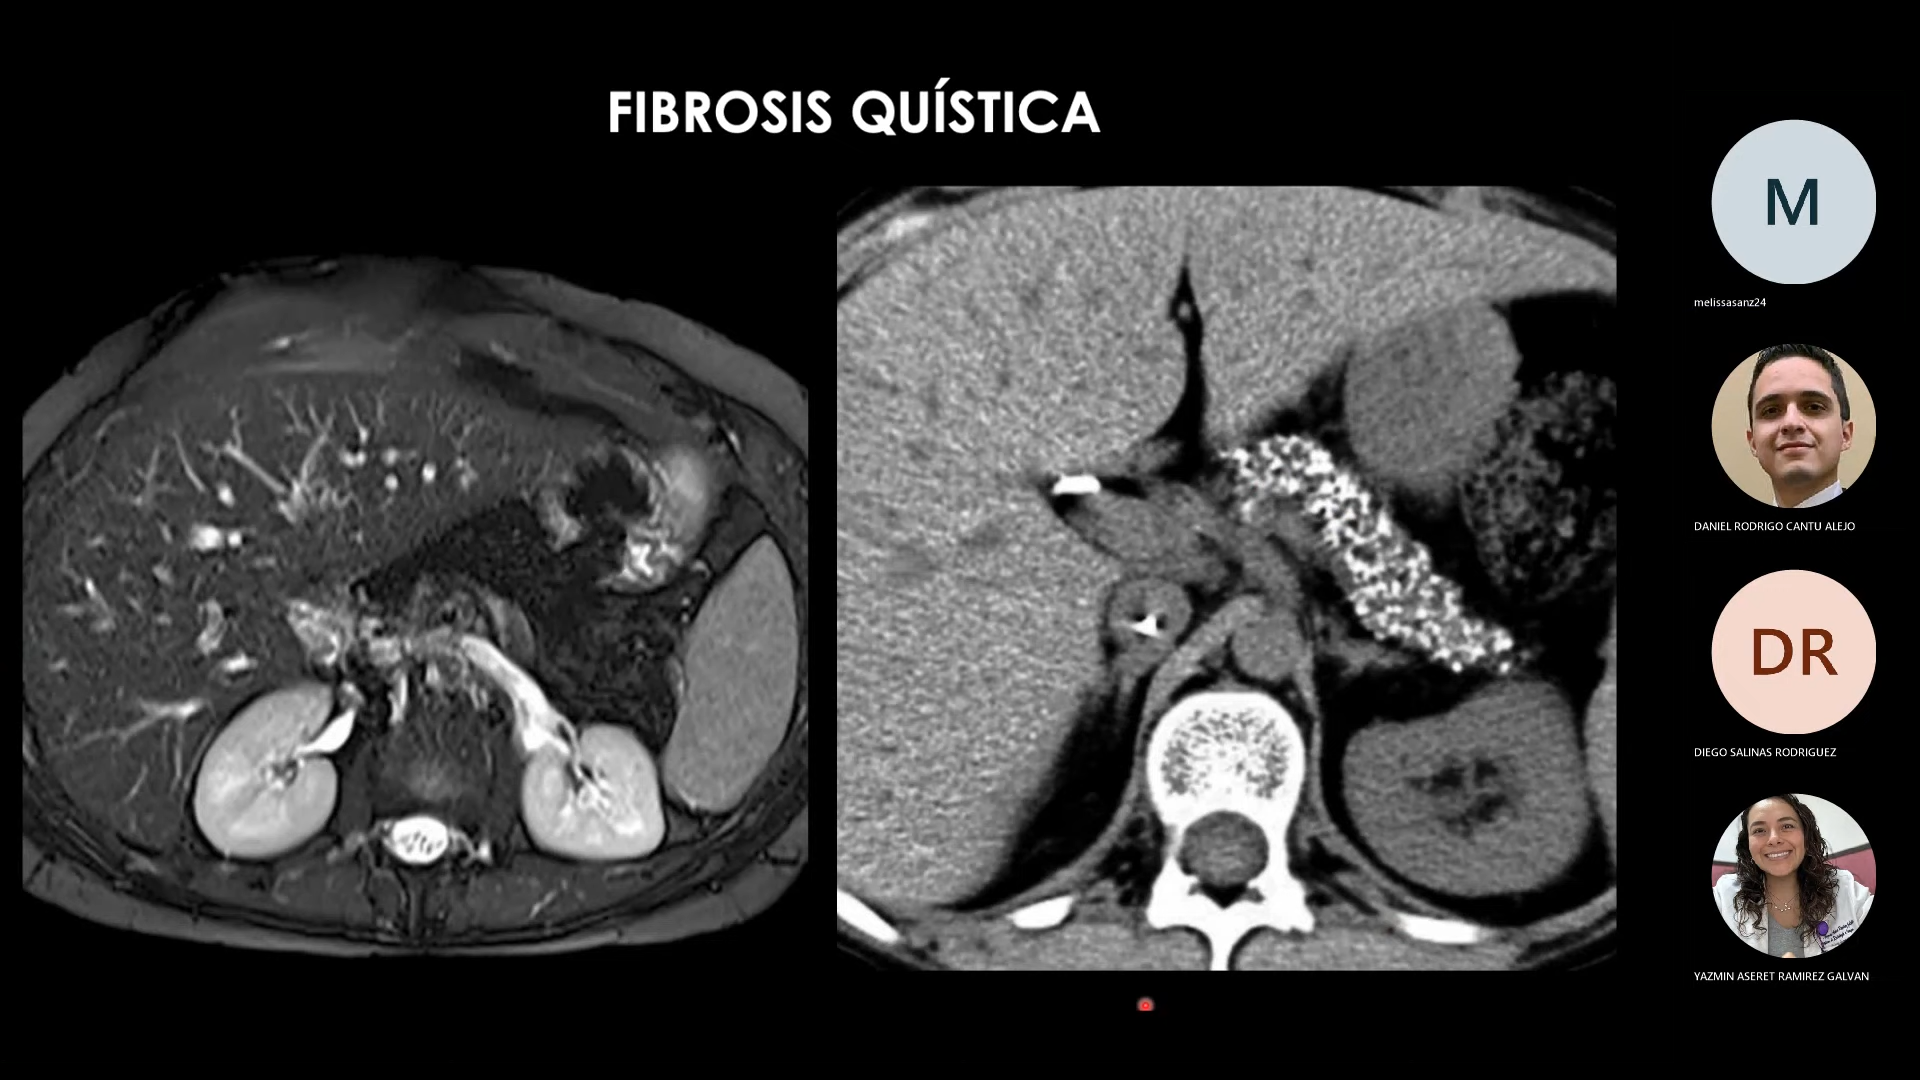 FIBROSIS QUÍSTICA
M
melissasanz24
DANIEL RODRIGO CANTU ALEJO
DR
DIEGO SALINAS RODRIGUEZ
YAZMIN ASERET RAMIREZ GALVAN